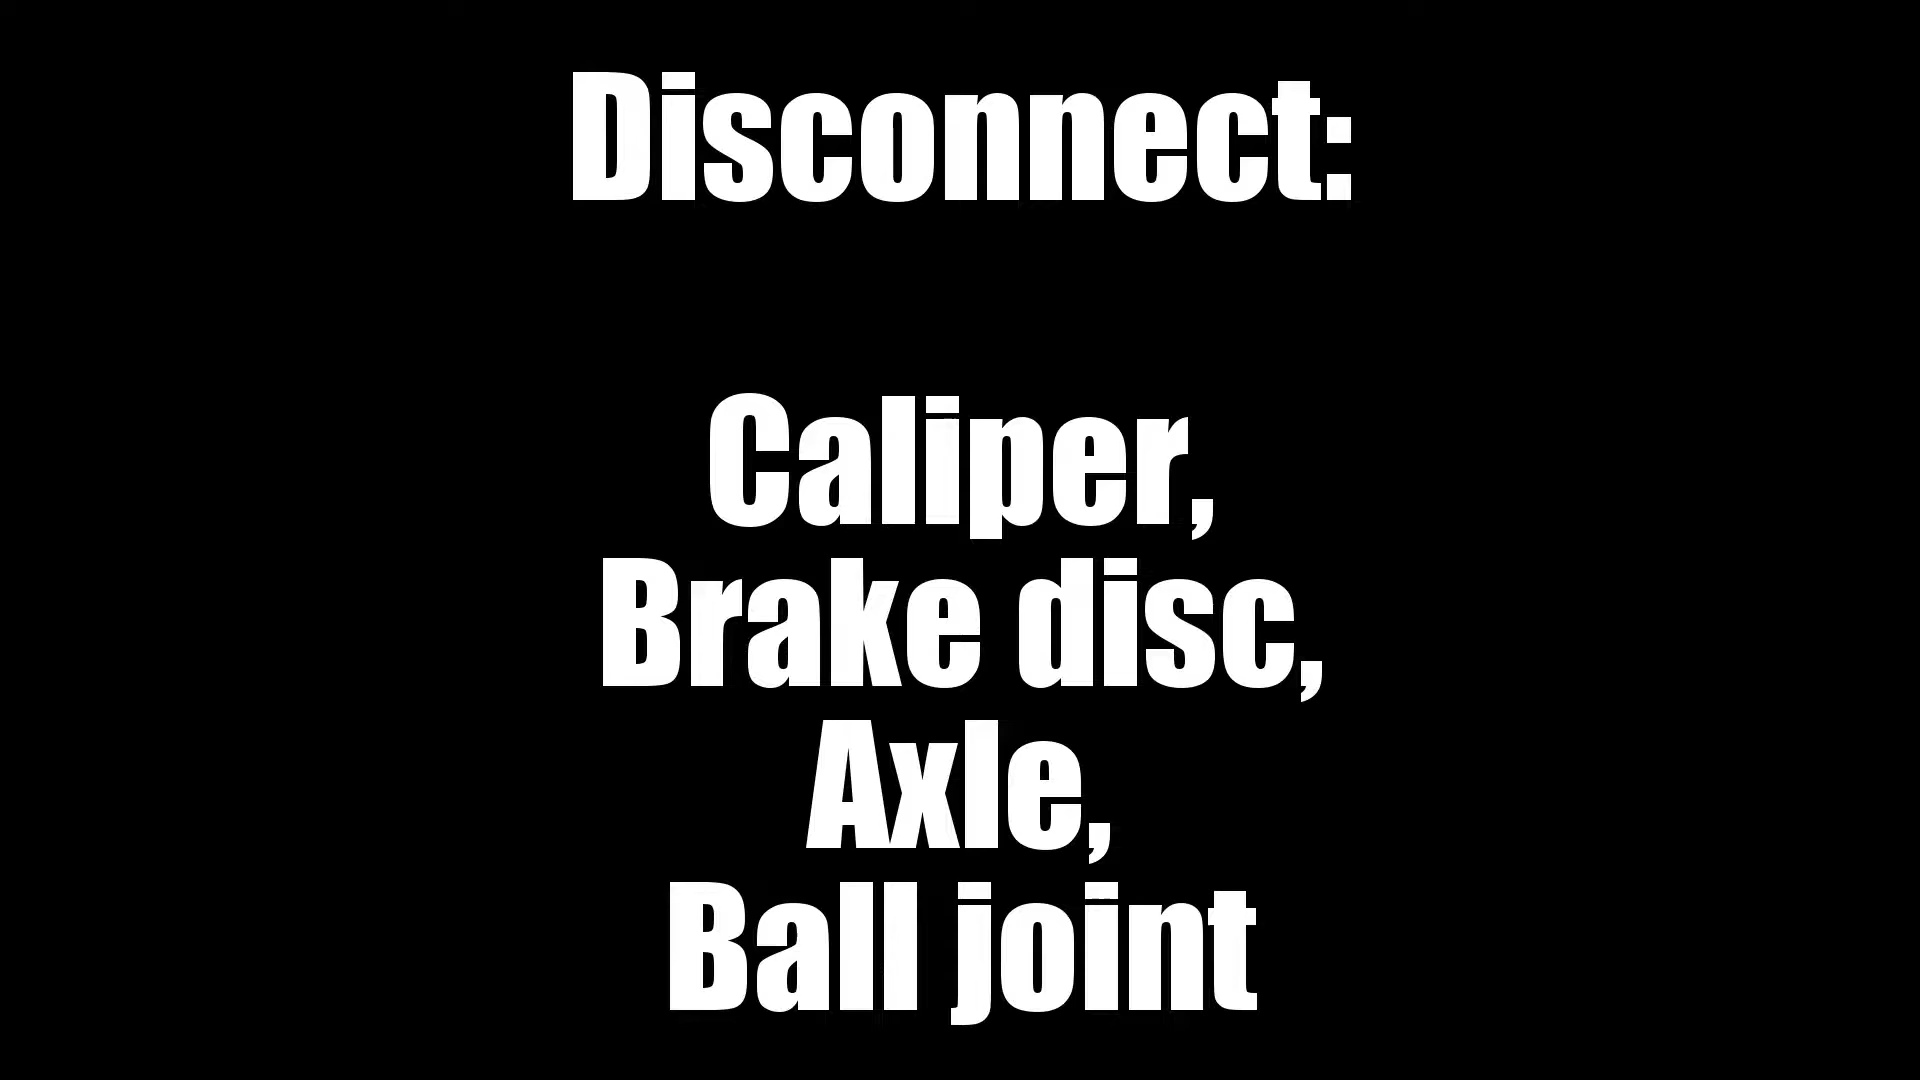 Disconnect:
Caliper,
Brake disc,
Axle,
Ball joint